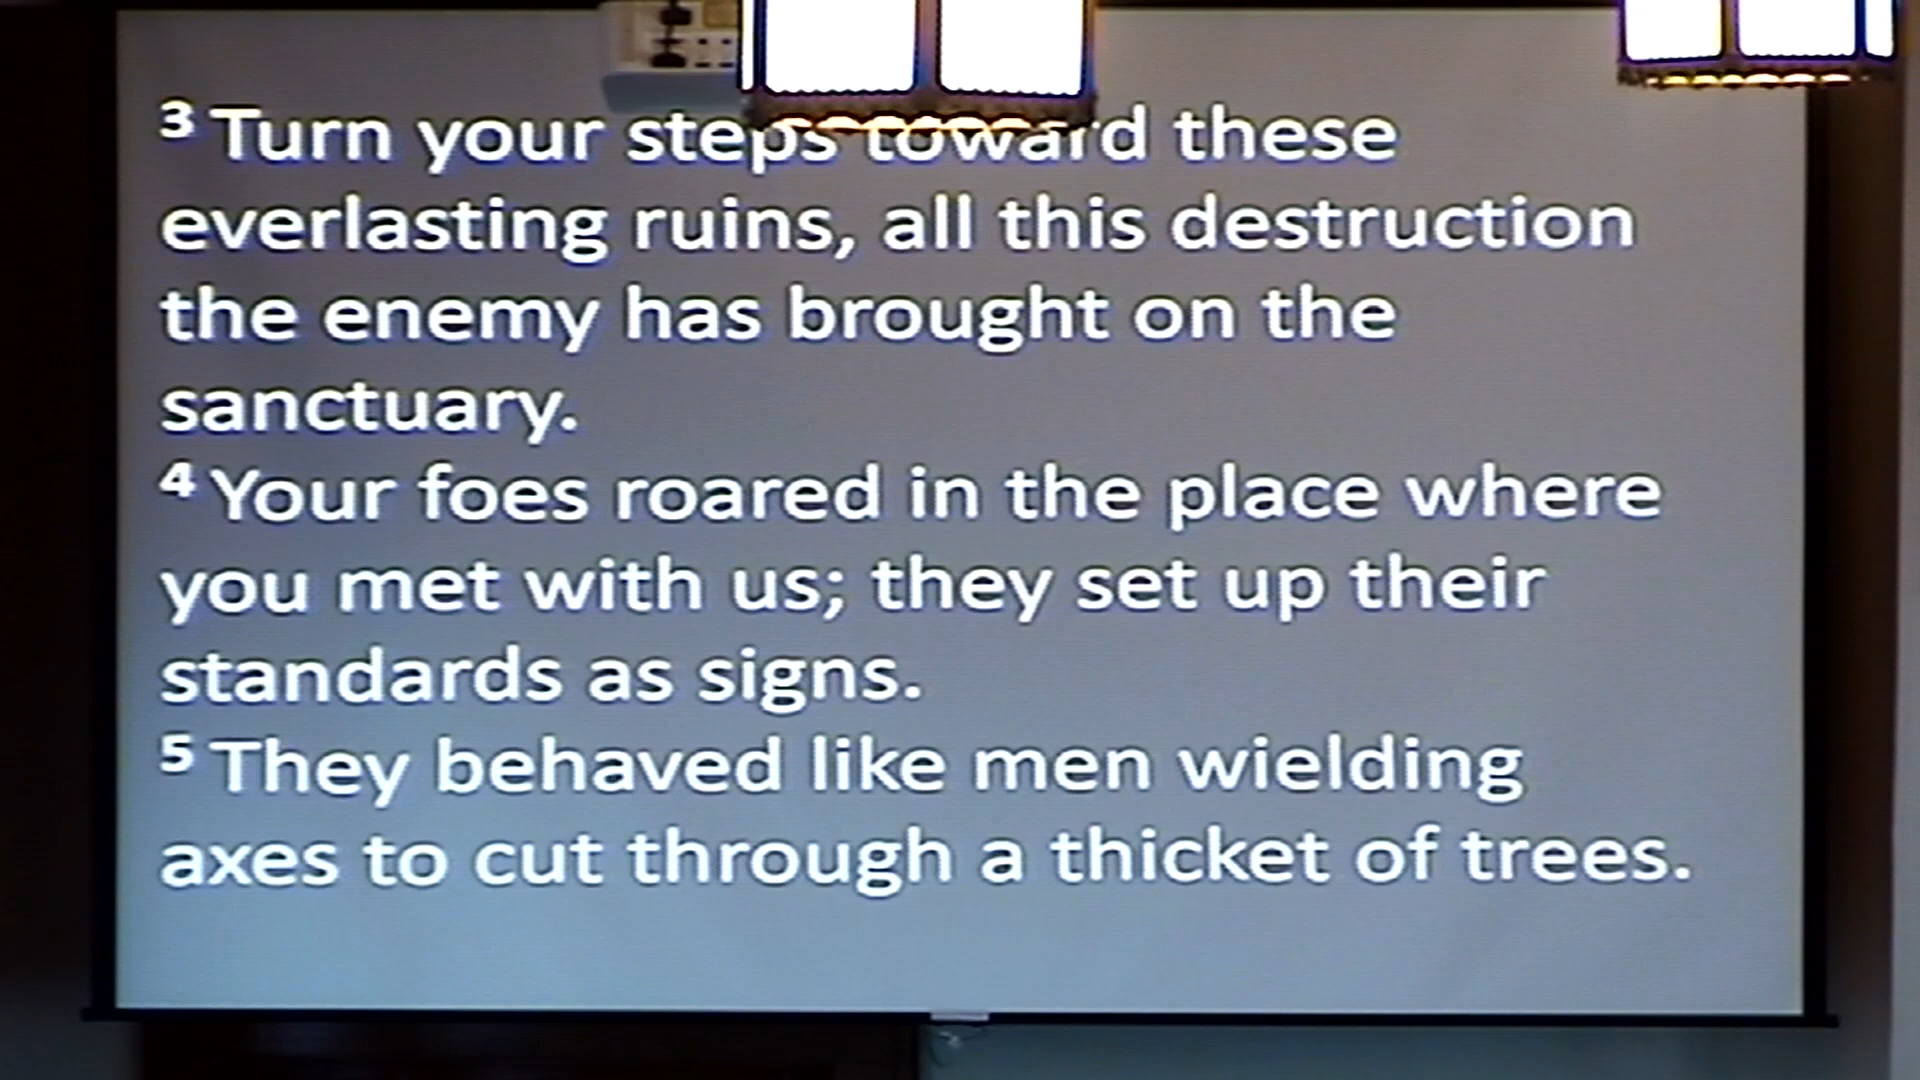 3 Turn your steps toward these
everlasting ruins, all this destruction
the enemy has brought on the
sanctuary.
4 Your foes roared in the place where
you met with us; they set up their
standards as signs.
5 They behaved like men wielding
axes to cut through a thicket of trees.